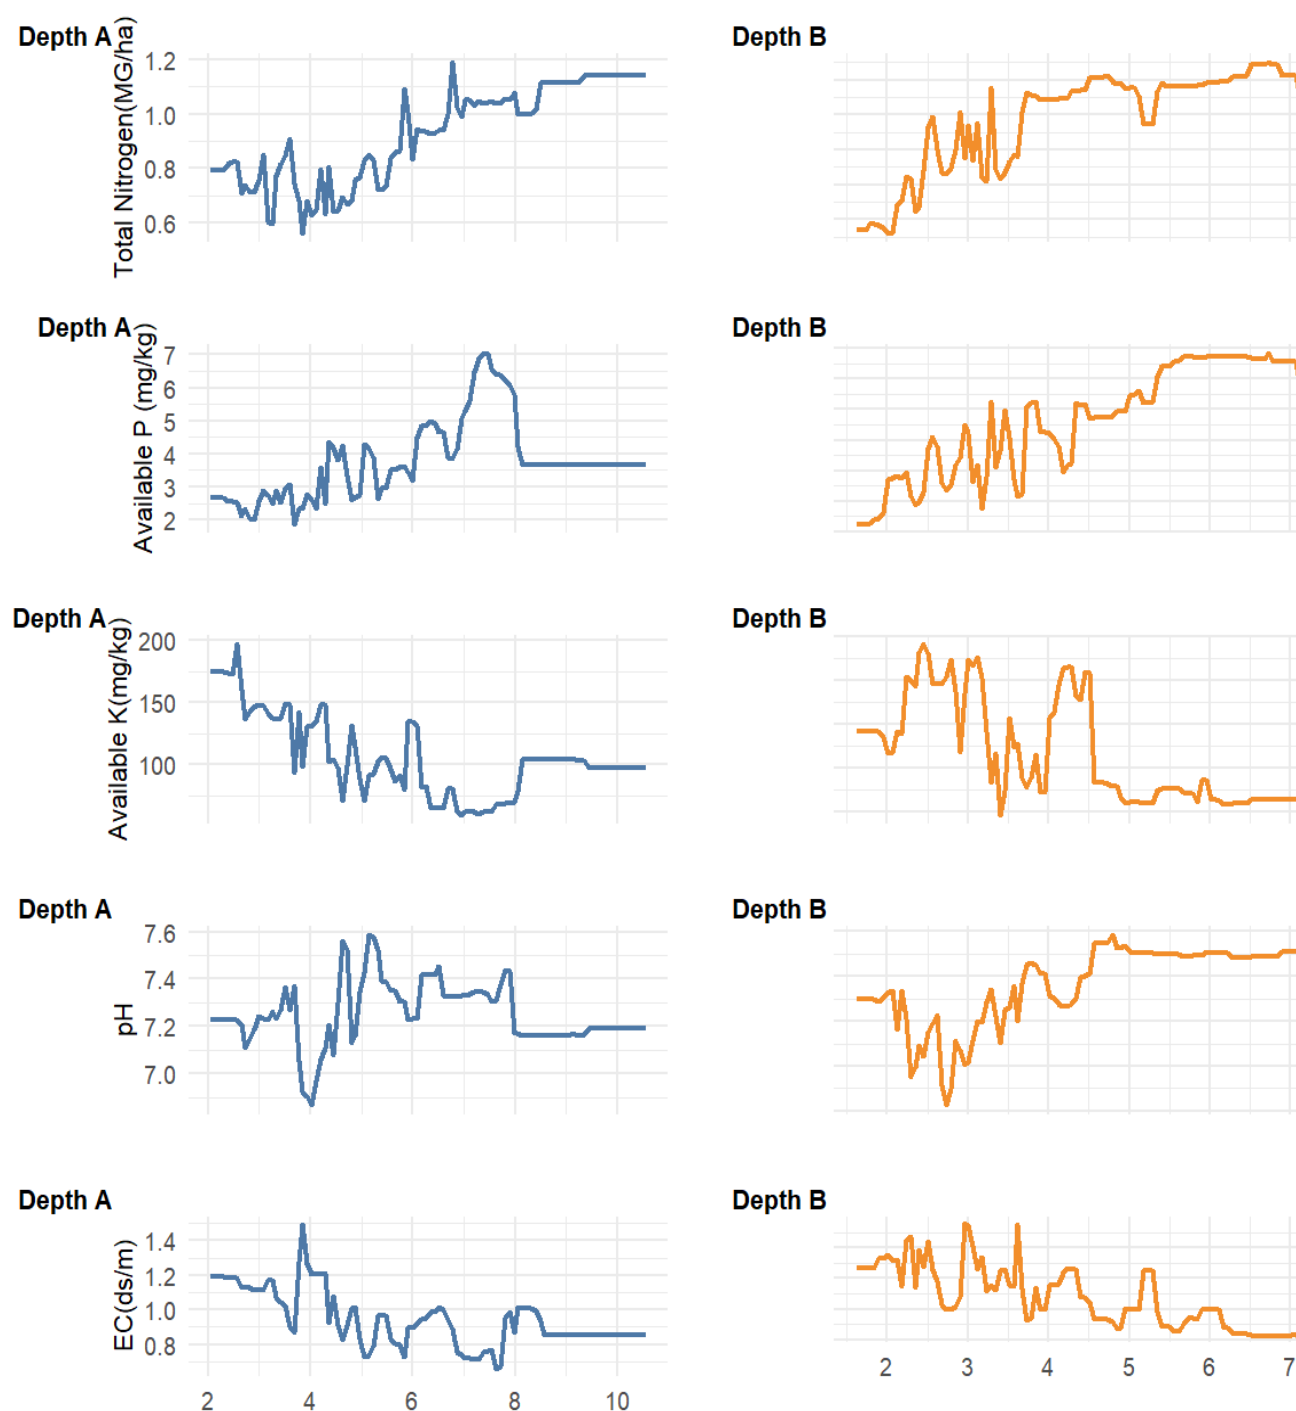 Depth A
Depth B
Total Nitrogen(MG/ha)
1.2
1.0
0.8
0.6
Depth A
Depth B
Available P (mg/kg)
7
6
5
4
3
2
Depth A
Depth B
Available K(mg/kg)
200
150
100
Depth A
Depth B
pH
7.6
7.4
7.2
7.0
Depth A
Depth B
EC(ds/m)
1.4
1.2
1.0
0.8
2 3 4 5 6 7
2 4 6 8 10